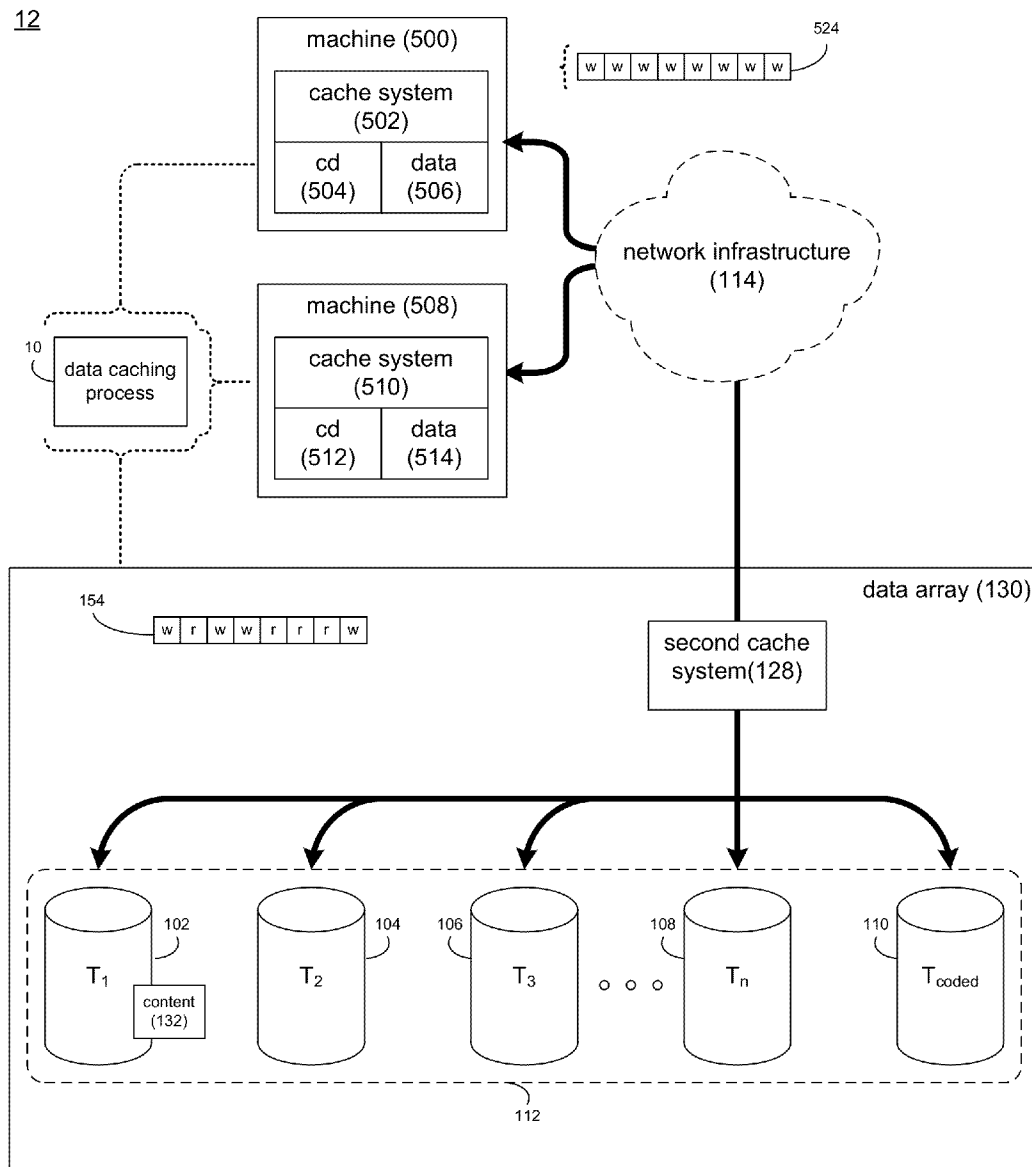 12
machine (500)
cache system
(502)
cd
(504)
data
(506)
w w w w w w w w
524
network infrastructure
(114)
machine (508)
cache system
(510)
cd
(512)
data
(514)
10
data caching
process
data array (130)
154
w r w w r r r w
second cache
system(128)
T1
102
content
(132)
T2
104
106
T3
108
Tn
110
Tcoded
112